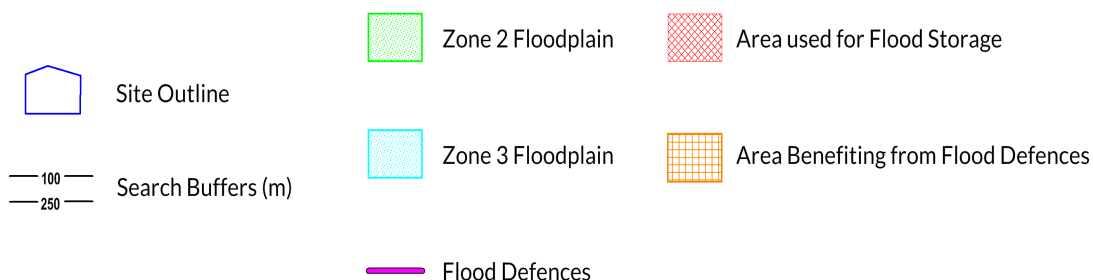 Site Outline
100
250
Search Buffers (m)
Zone 2 Floodplain
Zone 3 Floodplain
Flood Defences
Area used for Flood Storage
Area Benefiting from Flood Defences